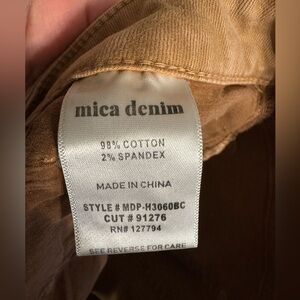 mica denim
98% COTTON
2% SPANDEX
MADE IN CHINA
STYLE # MDP-H3060BC
CUT # 91276
RN# 127794
SEE REVERSE FOR CARE